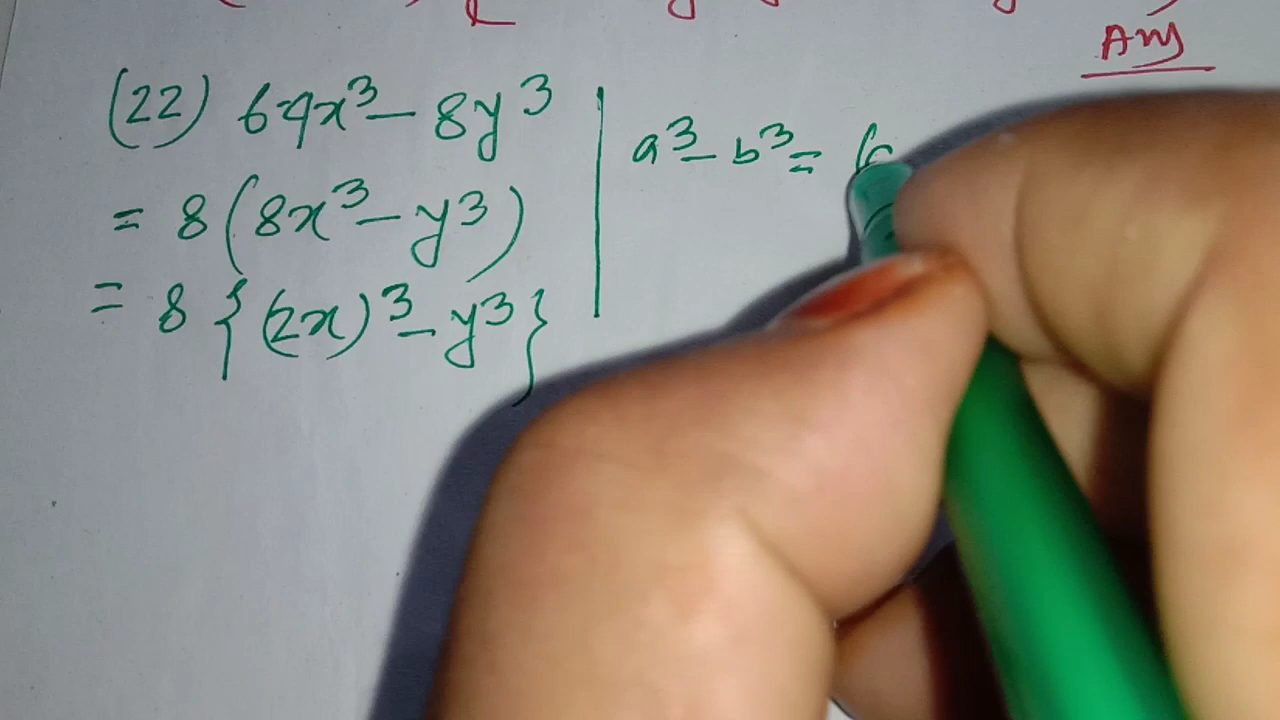 Ans
(22) 64x³ - 8y³
= 8(8x³ - y³)
= 8{(2x)³ - y³}
a³ - b³ = (a